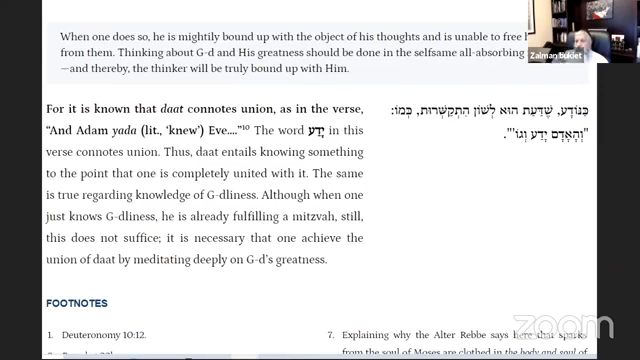 When one does so, he is mightily bound up with the object of his thoughts and is unable to free
from them. Thinking about G-d and His greatness should be done in the selfsame all-absorbing
—and thereby, the thinker will be truly bound up with Him.
Zalman Bukiet
For it is known that daat connotes union, as in the verse,
“And Adam yada (lit., ‘knew’) Eve....”¹⁰ The word יָדַע in this
verse connotes union. Thus, daat entails knowing something
to the point that one is completely united with it. The same
is true regarding knowledge of G-dliness. Although when one
just knows G-dliness, he is already fulfilling a mitzvah, still,
this does not suffice; it is necessary that one achieve the
union of daat by meditating deeply on G-d’s greatness.
כַּנּוֹדָע, שֶׁדַּעַת הוּא לְשׁוֹן הִתְקַשְּׁרוּת, כְּמוֹ:
"וְהָאָדָם יָדַע וְגוֹ'".
FOOTNOTES
1. Deuteronomy 10:12.
7. Explaining why the Alter Rebbe says here that sparks
from the soul of Moses are clothed in the body and soul of
STREAMED WITH